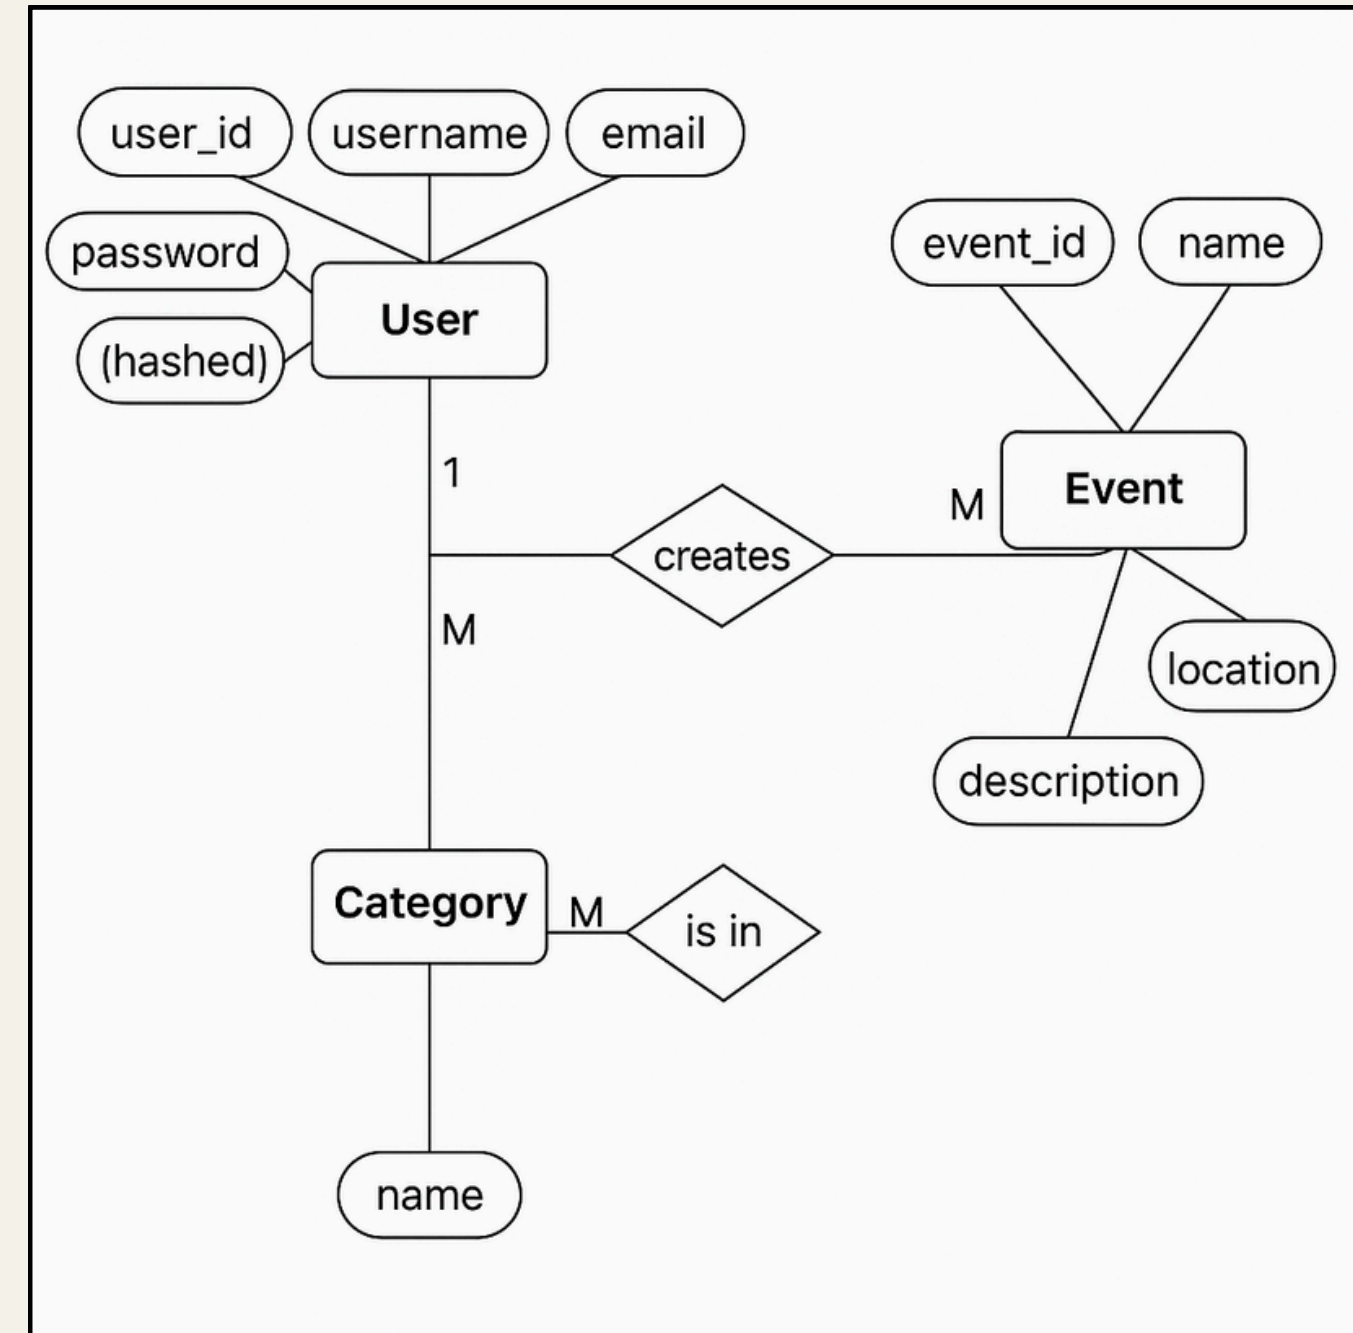 user_id
username
email
password
(hashed)
User
event_id
name
Event
1
M
creates
M
location
description
Category
M
is in
name